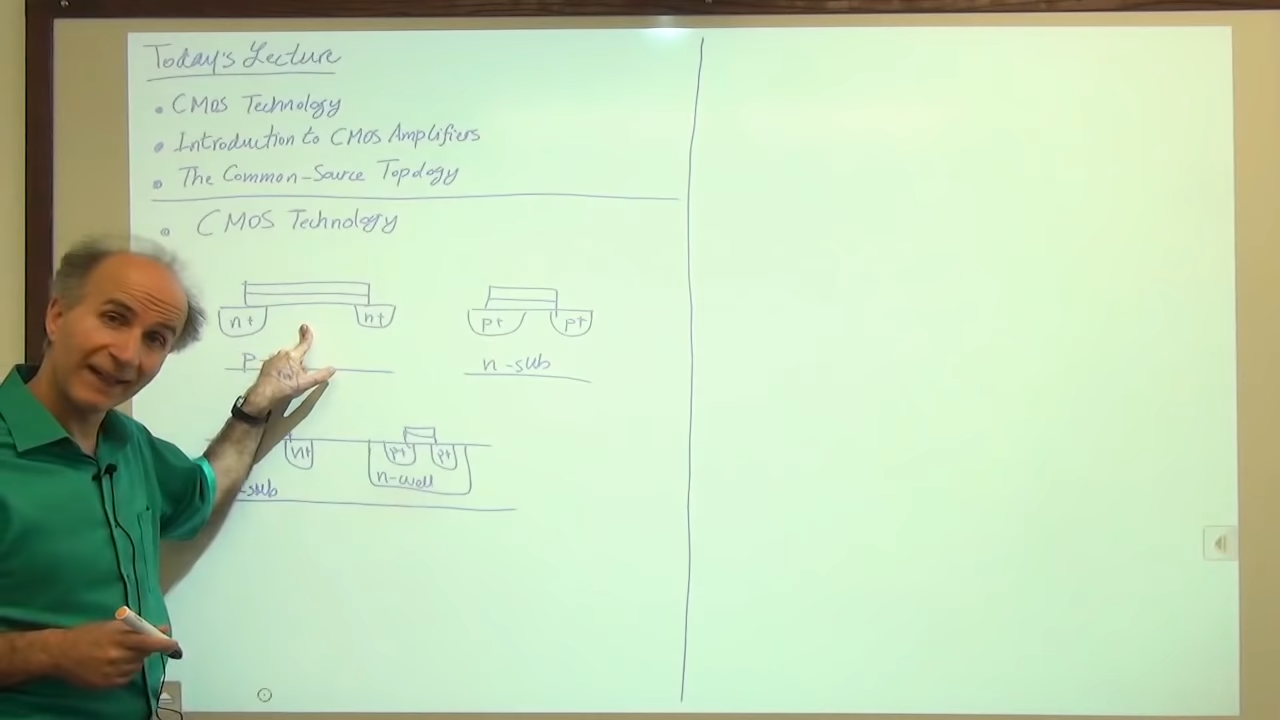 Today's Lecture
• CMOS Technology
• Introduction to CMOS Amplifiers
• The Common-Source Topology
• CMOS Technology
n+ n+ p+ p+
n-sub
n+ p+ p+
n-well